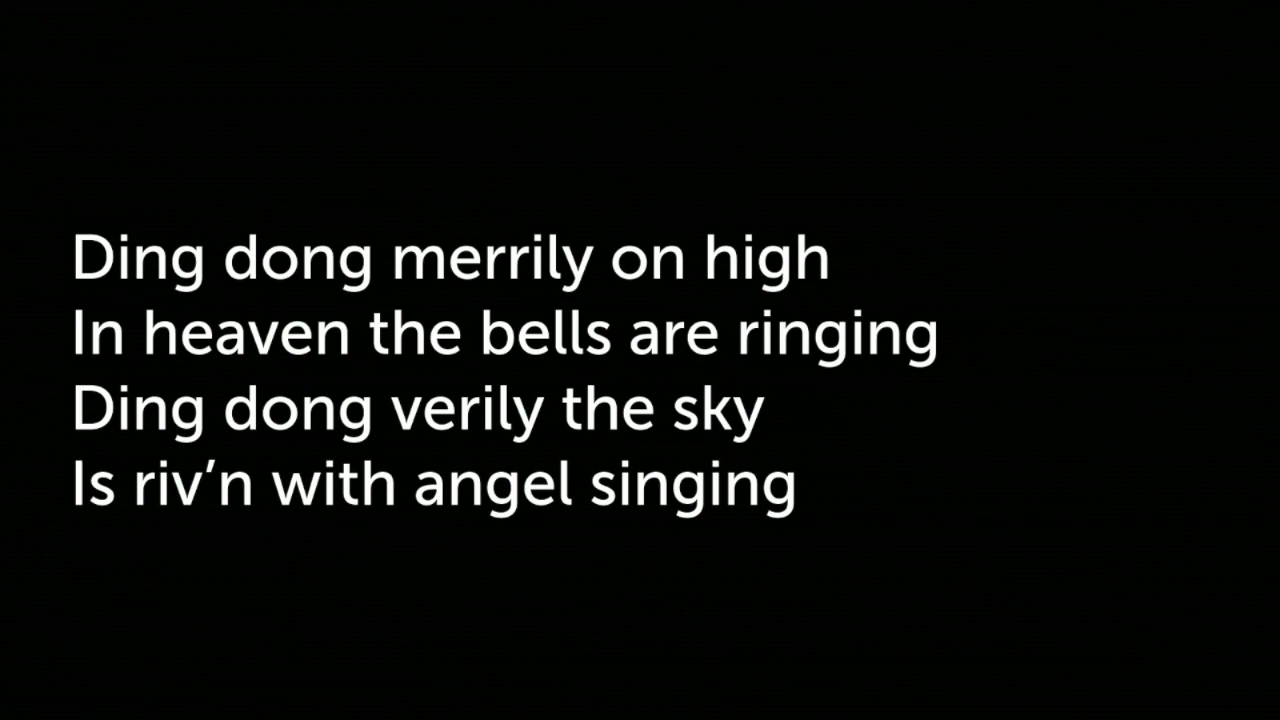 Ding dong merrily on high
In heaven the bells are ringing
Ding dong verily the sky
Is riv’n with angel singing